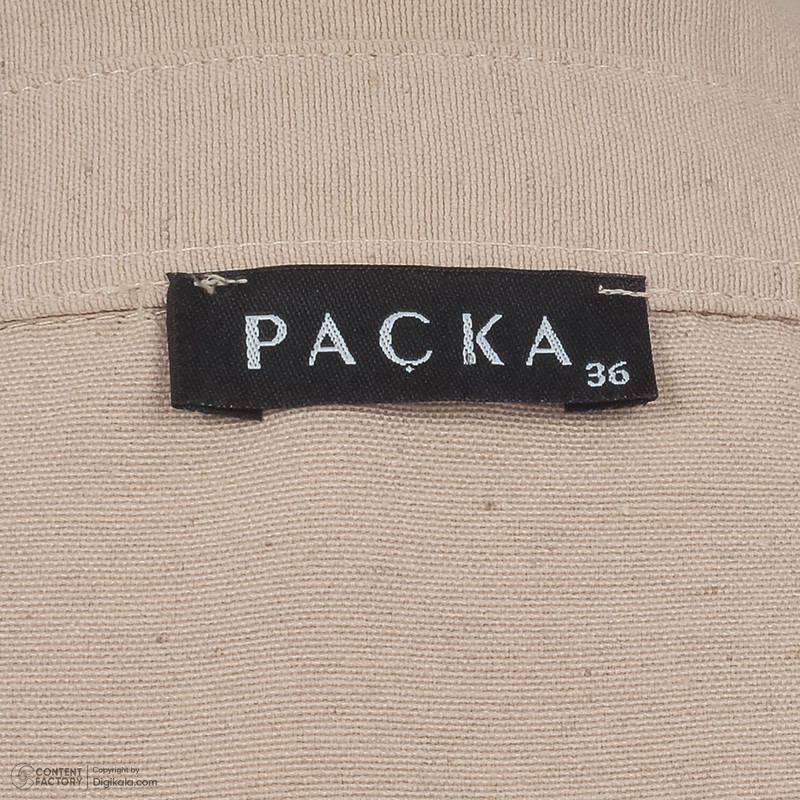 PAÇKA
36
CONTENT FACTORY
Copyright by
Digikala.com